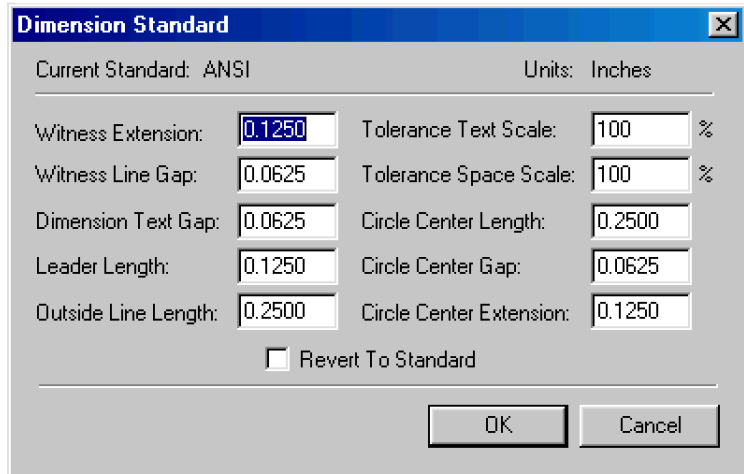 Dimension Standard
Current Standard: ANSI Units: Inches
Witness Extension: 0.1250 Tolerance Text Scale: 100 %
Witness Line Gap: 0.0625 Tolerance Space Scale: 100 %
Dimension Text Gap: 0.0625 Circle Center Length: 0.2500
Leader Length: 0.1250 Circle Center Gap: 0.0625
Outside Line Length: 0.2500 Circle Center Extension: 0.1250
Revert To Standard
OK Cancel